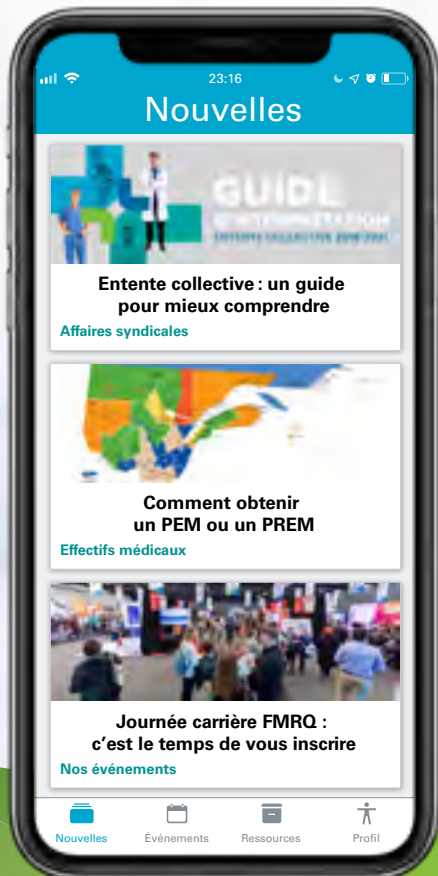 23:16
Nouvelles
GUIDE
D'INTERPRÉTATION
ENTENTE COLLECTIVE
Entente collective : un guide
pour mieux comprendre
Affaires syndicales
Comment obtenir
un PEM ou un PREM
Effectifs médicaux
Journée carrière FMRQ :
c'est le temps de vous inscrire
Nos événements
Nouvelles
Événements
Ressources
Profil